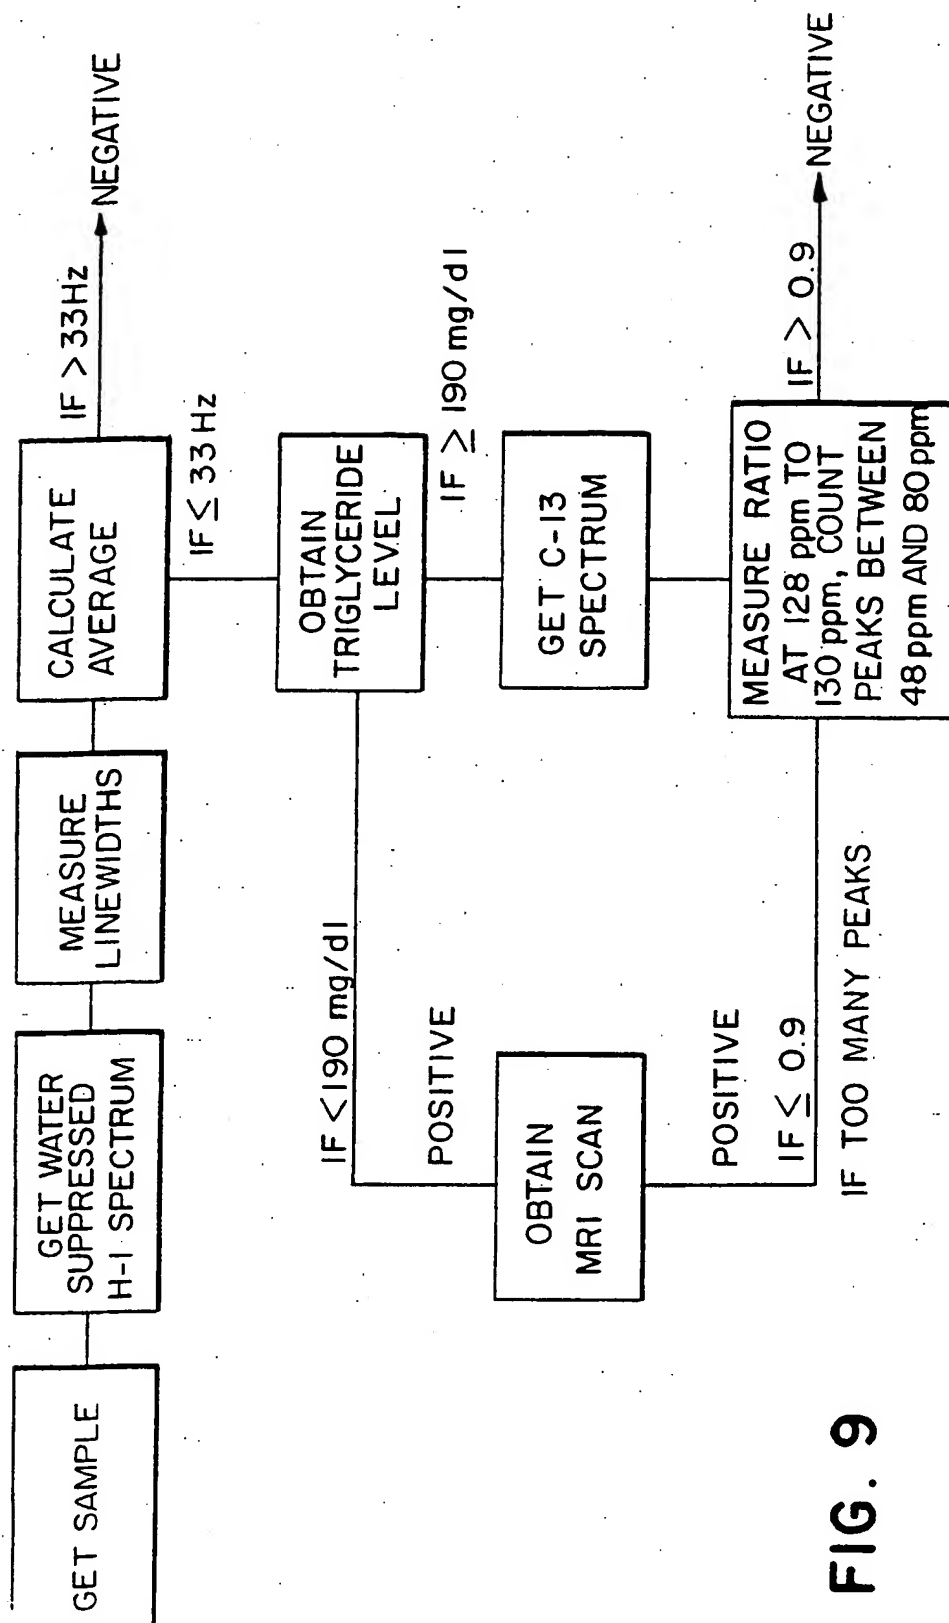 GET SAMPLE
GET WATER
SUPPRESSED
H-1 SPECTRUM
MEASURE
LINEWIDTHS
CALCULATE
AVERAGE
IF > 33Hz
NEGATIVE
IF ≤ 33 Hz
OBTAIN
TRIGLYCERIDE
LEVEL
IF < 190 mg/dl
POSITIVE
IF ≥ 190 mg/dl
GET C-13
SPECTRUM
OBTAIN
MRI SCAN
POSITIVE
IF ≤ 0.9
IF TOO MANY PEAKS
MEASURE RATIO
AT 128 ppm TO
130 ppm, COUNT
PEAKS BETWEEN
48 ppm AND 80 ppm
IF > 0.9
NEGATIVE
FIG. 9